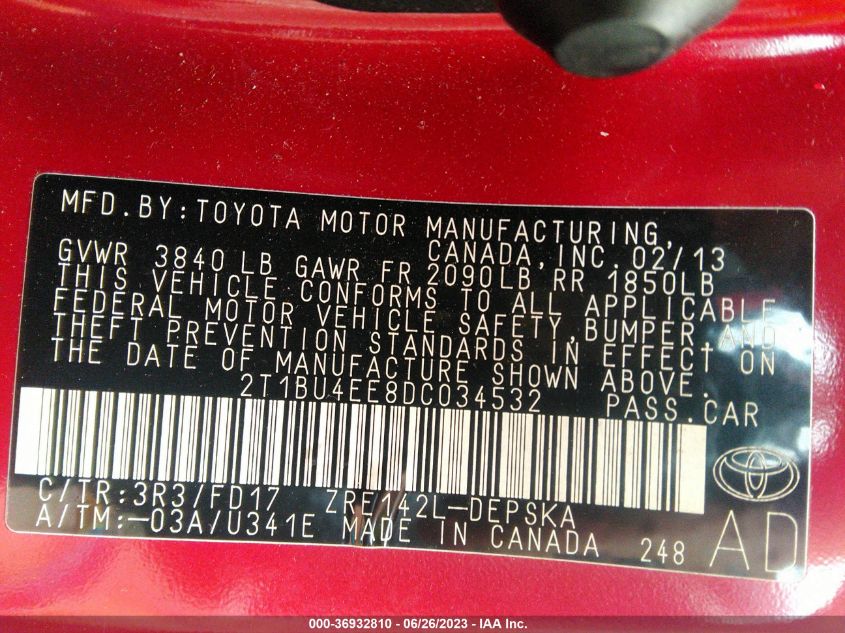 MFD.BY:TOYOTA MOTOR MANUFACTURING,
CANADA,INC. 02/13
GVWR 3840 LB GAWR FR 2090LB RR 1850LB
THIS VEHICLE CONFORMS TO ALL APPLICABLE
FEDERAL MOTOR VEHICLE SAFETY,BUMPER,AND
THEFT PREVENTION STANDARDS IN EFFECT ON
THE DATE OF MANUFACTURE SHOWN ABOVE.
2T1BU4EE8DC034532 PASS.CAR
C/TR:3R3/FD17 ZRE142L-DEPSKA
A/TM:-03A/U341E MADE IN CANADA 248 AD
000-36932810 - 06/26/2023 - IAA Inc.